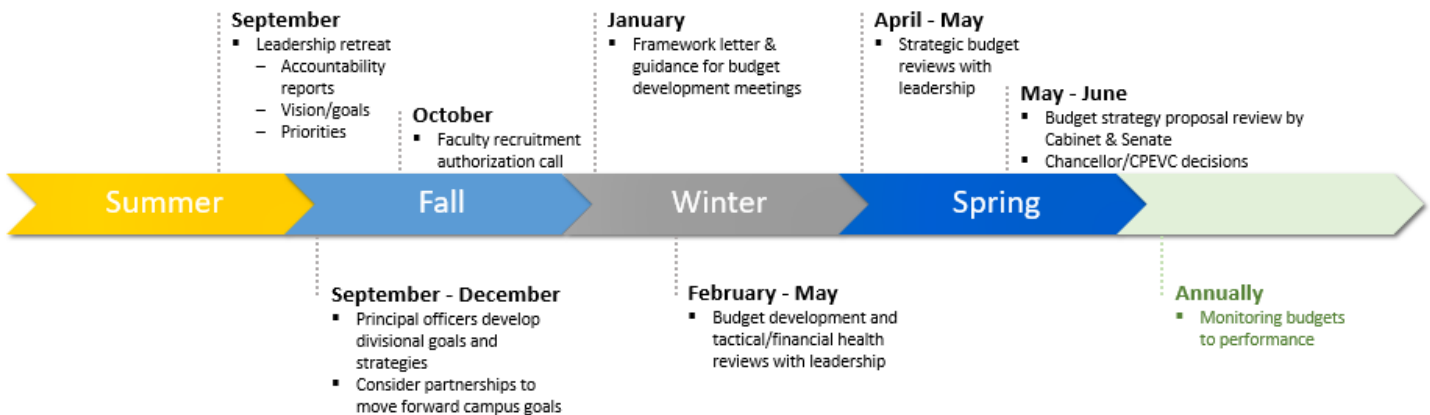 September
▪ Leadership retreat
– Accountability
reports
– Vision/goals
– Priorities
October
▪ Faculty recruitment
authorization call
January
▪ Framework letter &
guidance for budget
development meetings
April - May
▪ Strategic budget
reviews with
leadership
May - June
▪ Budget strategy proposal review by
Cabinet & Senate
▪ Chancellor/CPEVC decisions
Summer
Fall
Winter
Spring
September - December
▪ Principal officers develop
divisional goals and
strategies
▪ Consider partnerships to
move forward campus goals
February - May
▪ Budget development and
tactical/financial health
reviews with leadership
Annually
▪ Monitoring budgets
to performance